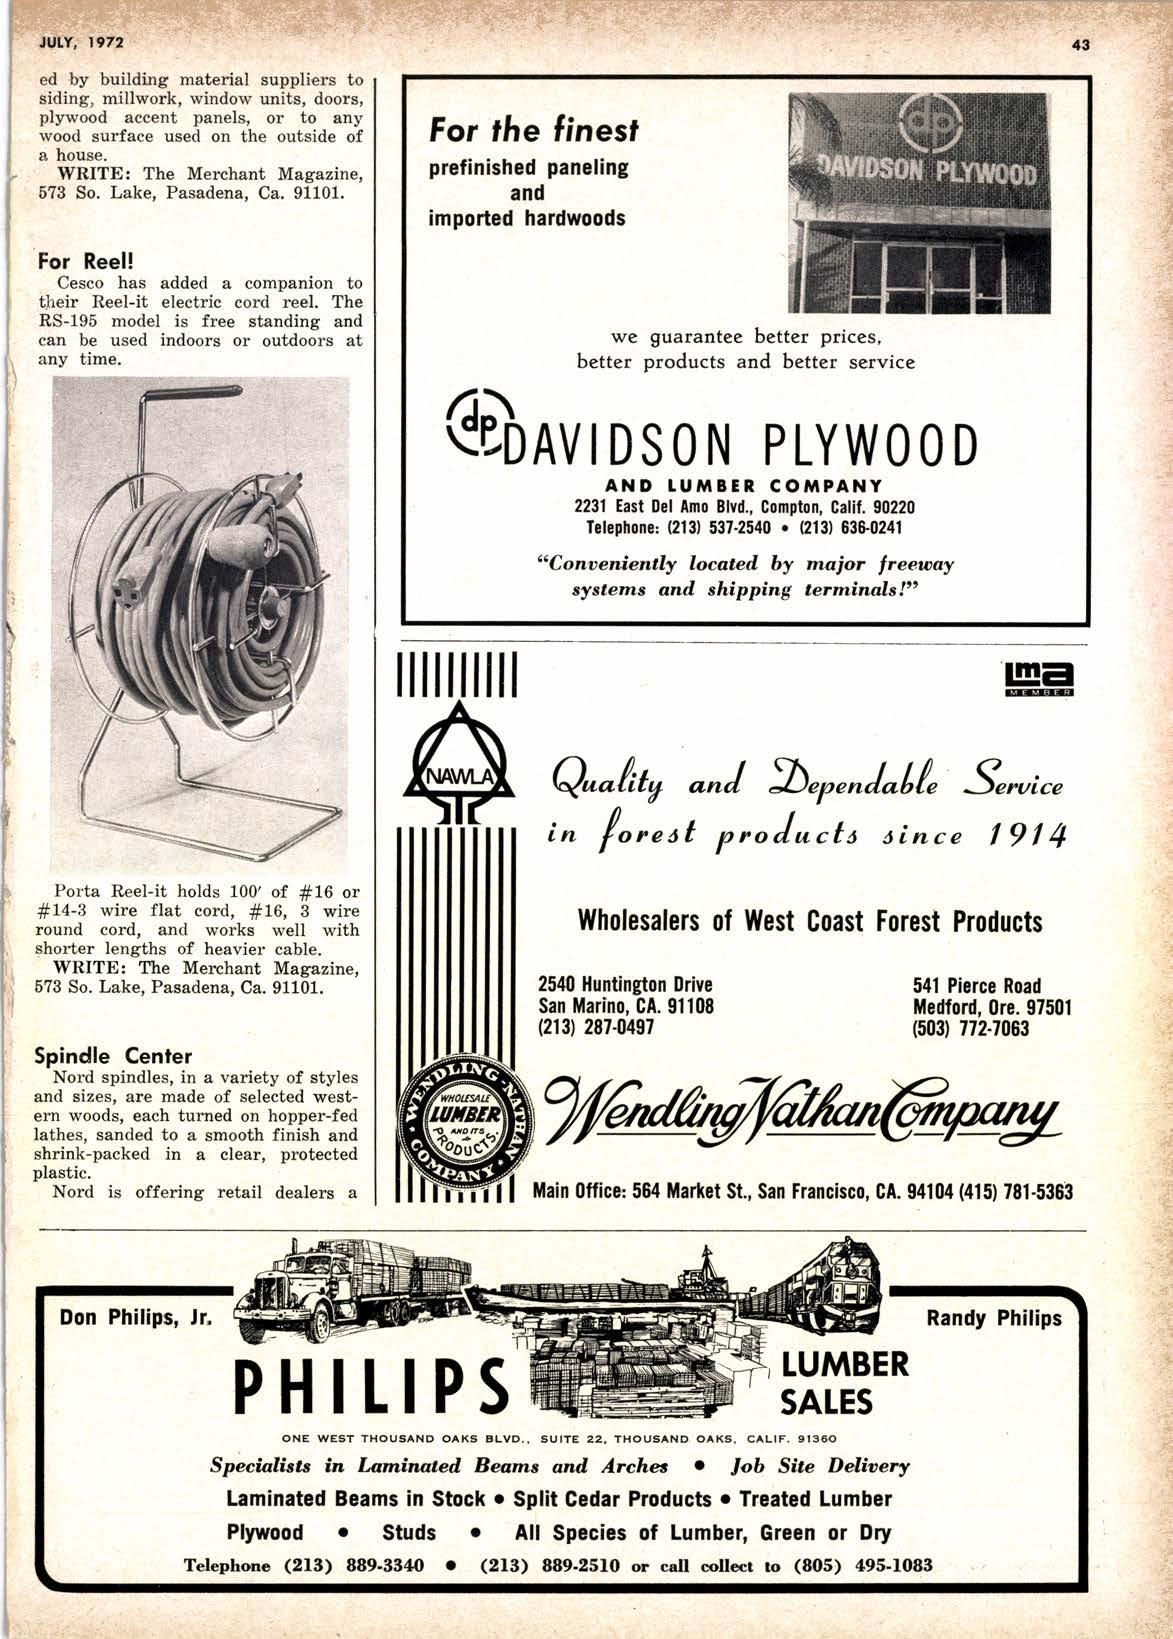 JULY, 1972
43
ed by building material suppliers to
siding, millwork, window units, doors,
plywood accent panels, or to any
wood surface used on the outside of
a house.
WRITE: The Merchant Magazine,
573 So. Lake, Pasadena, Ca. 91101.
For Reel!
Cesco has added a companion to
their Reel-it electric cord reel. The
RS-195 model is free standing and
can be used indoors or outdoors at
any time.
Porta Reel-it holds 100' of #16 or
#14-3 wire flat cord, #16, 3 wire
round cord, and works well with
shorter lengths of heavier cable.
WRITE: The Merchant Magazine,
573 So. Lake, Pasadena, Ca. 91101.
Spindle Center
Nord spindles, in a variety of styles
and sizes, are made of selected west-
ern woods, each turned on hopper-fed
lathes, sanded to a smooth finish and
shrink-packed in a clear, protected
plastic.
Nord is offering retail dealers a
For the finest
prefinished paneling
and
imported hardwoods
dp
DAVIDSON PLYWOOD
we guarantee better prices,
better products and better service
dp DAVIDSON PLYWOOD
AND LUMBER COMPANY
2231 East Del Amo Blvd., Compton, Calif. 90220
Telephone: (213) 537-2540 • (213) 636-0241
"Conveniently located by major freeway
systems and shipping terminals!"
lma
MEMBER
NAWLA
Quality and Dependable Service
in forest products since 1914
Wholesalers of West Coast Forest Products
2540 Huntington Drive
San Marino, CA. 91108
(213) 287-0497
541 Pierce Road
Medford, Ore. 97501
(503) 772-7063
WENDLING-NATHAN COMPANY
WHOLESALE
LUMBER
AND ITS
PRODUCTS
Wendling Nathan Company
Main Office: 564 Market St., San Francisco, CA. 94104 (415) 781-5363
Don Philips, Jr.
Randy Philips
PHILIPS
LUMBER
SALES
ONE WEST THOUSAND OAKS BLVD., SUITE 22, THOUSAND OAKS, CALIF. 91360
Specialists in Laminated Beams and Arches • Job Site Delivery
Laminated Beams in Stock • Split Cedar Products • Treated Lumber
Plywood • Studs • All Species of Lumber, Green or Dry
Telephone (213) 889-3340 • (213) 889-2510 or call collect to (805) 495-1083